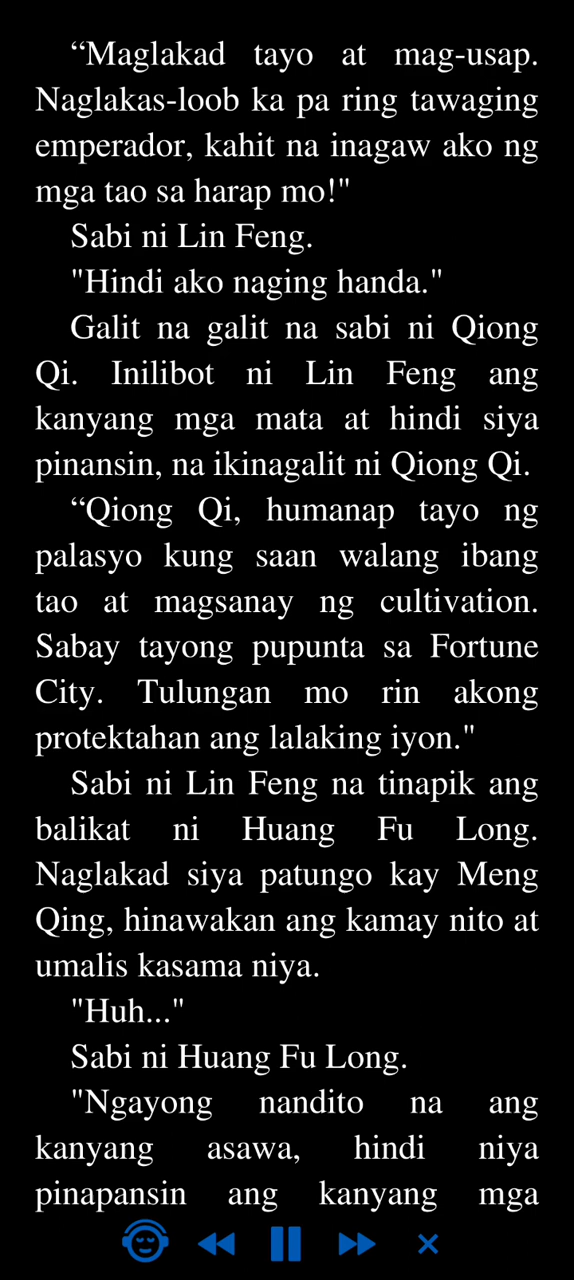 “Maglakad tayo at mag-usap.
Naglakas-loob ka pa ring tawaging
emperador, kahit na inagaw ako ng
mga tao sa harap mo!"
Sabi ni Lin Feng.
"Hindi ako naging handa."
Galit na galit na sabi ni Qiong
Qi. Inilibot ni Lin Feng ang
kanyang mga mata at hindi siya
pinansin, na ikinagalit ni Qiong Qi.
“Qiong Qi, humanap tayo ng
palasyo kung saan walang ibang
tao at magsanay ng cultivation.
Sabay tayong pupunta sa Fortune
City. Tulungan mo rin akong
protektahan ang lalaking iyon."
Sabi ni Lin Feng na tinapik ang
balikat ni Huang Fu Long.
Naglakad siya patungo kay Meng
Qing, hinawakan ang kamay nito at
umalis kasama niya.
"Huh..."
Sabi ni Huang Fu Long.
"Ngayong nandito na ang
kanyang asawa, hindi niya
pinapansin ang kanyang mga